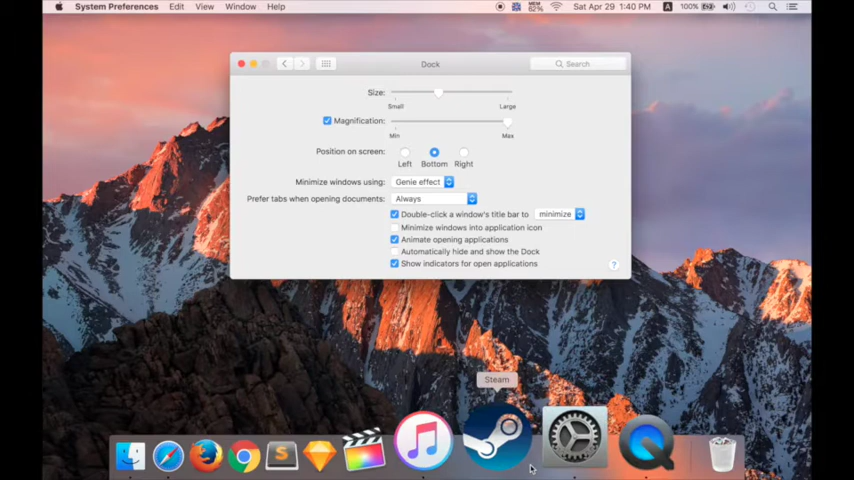 System Preferences Edit View Window Help MEM 62% Sat Apr 29 1:40 PM A 100%
Dock
Search
Size:
Small Large
Magnification:
Min Max
Position on screen:
Left Bottom Right
Minimize windows using: Genie effect
Prefer tabs when opening documents: Always
Double-click a window's title bar to minimize
Minimize windows into application icon
Animate opening applications
Automatically hide and show the Dock
Show indicators for open applications
?
Steam
S